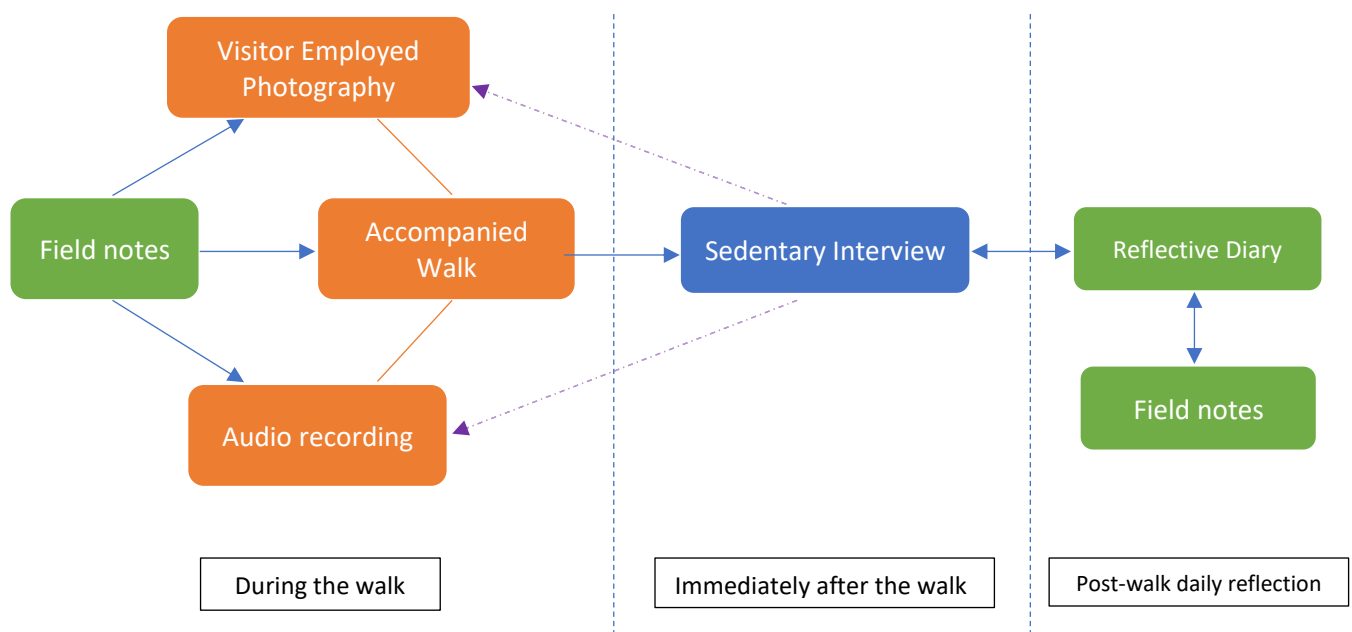 Visitor Employed
Photography
Field notes
Accompanied
Walk
Audio recording
Sedentary Interview
Reflective Diary
Field notes
During the walk
Immediately after the walk
Post-walk daily reflection